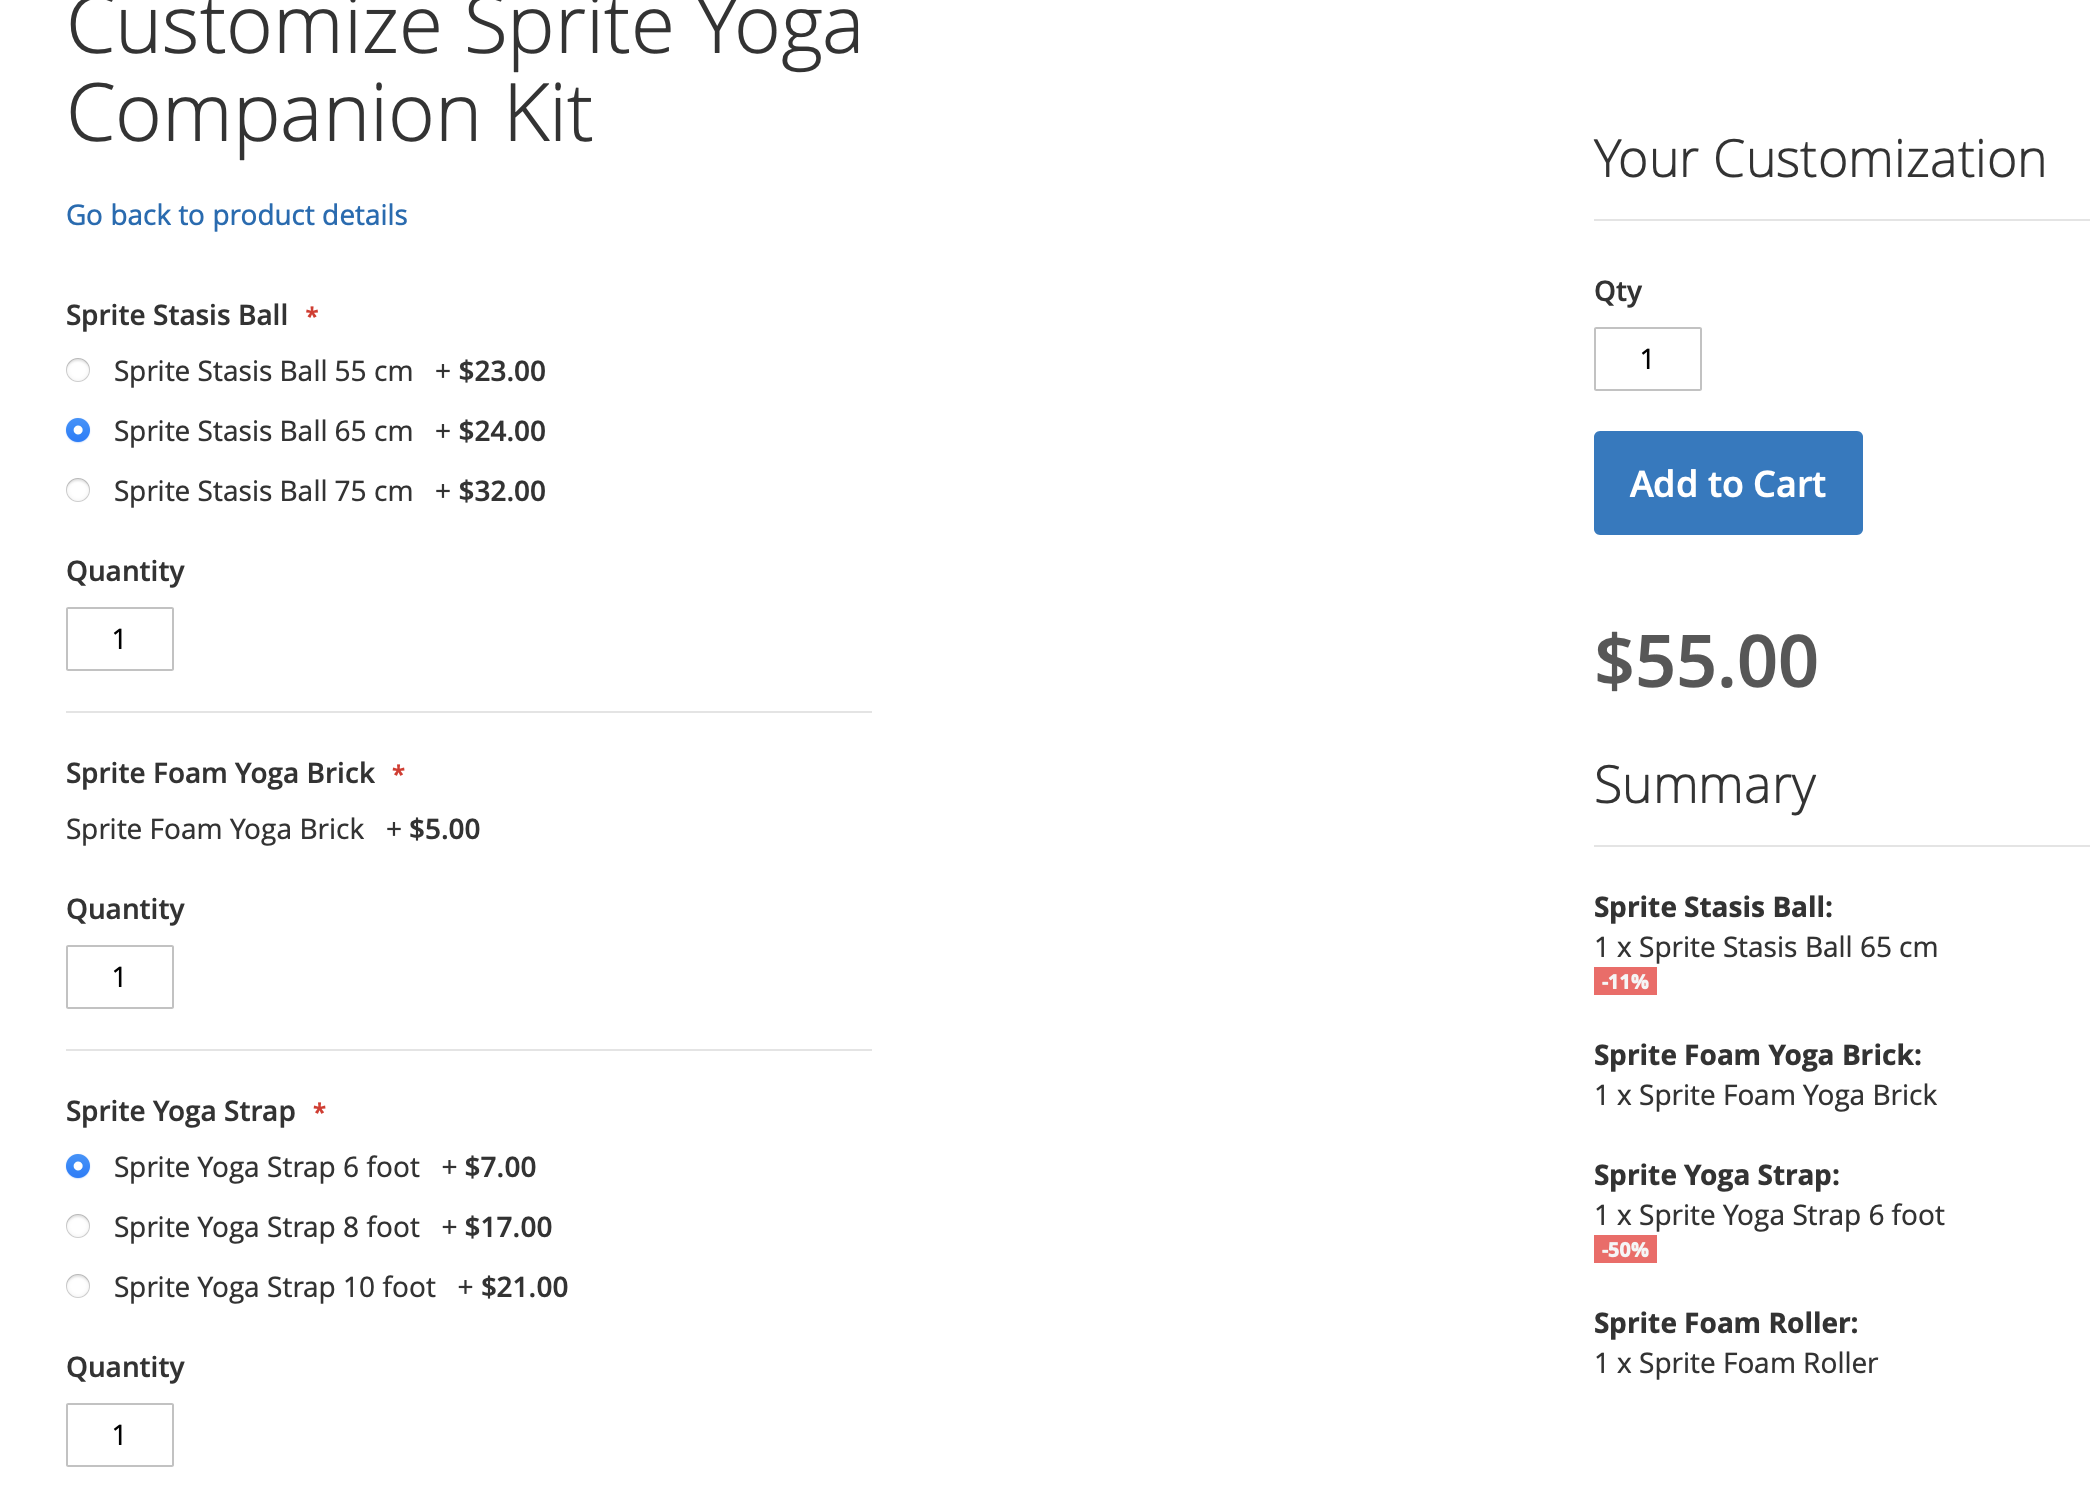 Customize Sprite Yoga
Companion Kit
Go back to product details
Sprite Stasis Ball *
Sprite Stasis Ball 55 cm + $23.00
Sprite Stasis Ball 65 cm + $24.00
Sprite Stasis Ball 75 cm + $32.00
Quantity
1
Sprite Foam Yoga Brick *
Sprite Foam Yoga Brick + $5.00
Quantity
1
Sprite Yoga Strap *
Sprite Yoga Strap 6 foot + $7.00
Sprite Yoga Strap 8 foot + $17.00
Sprite Yoga Strap 10 foot + $21.00
Quantity
1
Your Customization
Qty
1
Add to Cart
$55.00
Summary
Sprite Stasis Ball:
1 x Sprite Stasis Ball 65 cm
-11%
Sprite Foam Yoga Brick:
1 x Sprite Foam Yoga Brick
Sprite Yoga Strap:
1 x Sprite Yoga Strap 6 foot
-50%
Sprite Foam Roller:
1 x Sprite Foam Roller